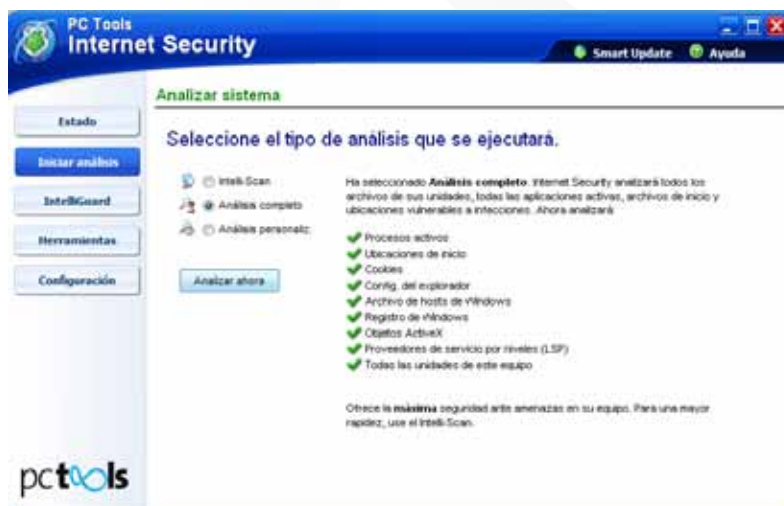 PC Tools
Internet Security
Smart Update
Ayuda
Analizar sistema
Estado
Iniciar análisis
IntelliGuard
Herramientas
Configuración
Seleccione el tipo de análisis que se ejecutará.
Intelli-Scan
Análisis completo
Análisis personaliz.
Analizar ahora
Ha seleccionado Análisis completo. Internet Security analizará todos los
archivos de sus unidades, todas las aplicaciones activas, archivos de inicio y
ubicaciones vulnerables a infecciones. Ahora analizará:
Procesos activos
Ubicaciones de inicio
Cookies
Config. del explorador
Archivo de hosts de Windows
Registro de Windows
Objetos ActiveX
Proveedores de servicio por niveles (LSP)
Todas las unidades de este equipo
Ofrece la máxima seguridad ante amenazas en su equipo. Para una mayor
rapidez, use el Intelli-Scan.
pctools